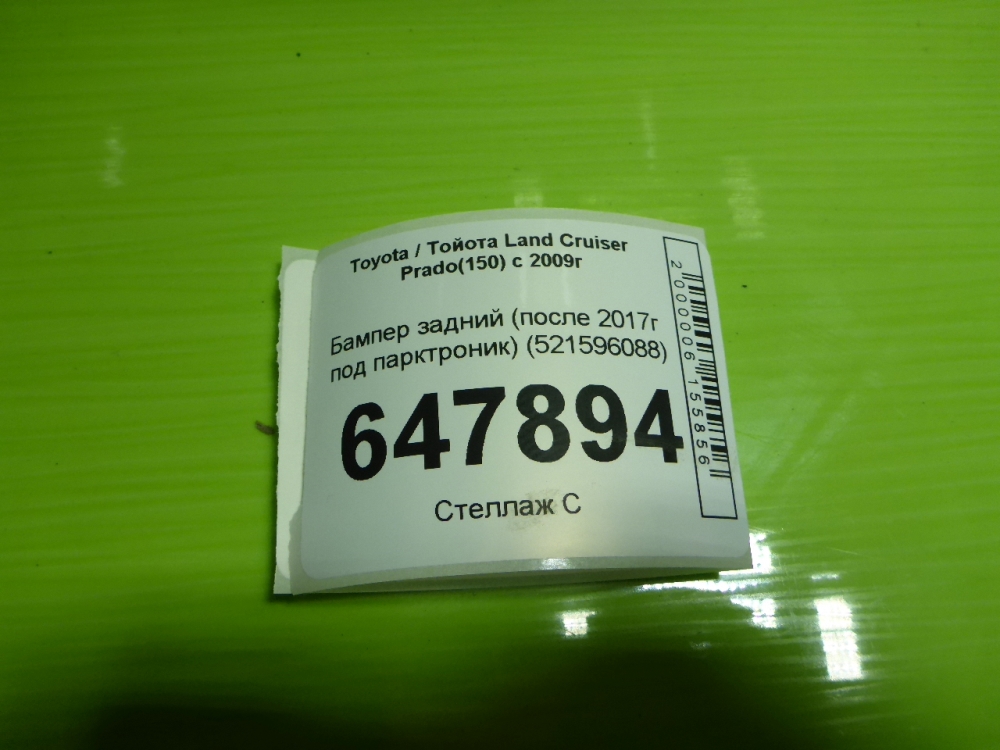 Toyota / Тойота Land Cruiser
Prado(150) с 2009г
Бампер задний (после 2017г
под парктроник) (521596088)
647894
Стеллаж С
2000006155856